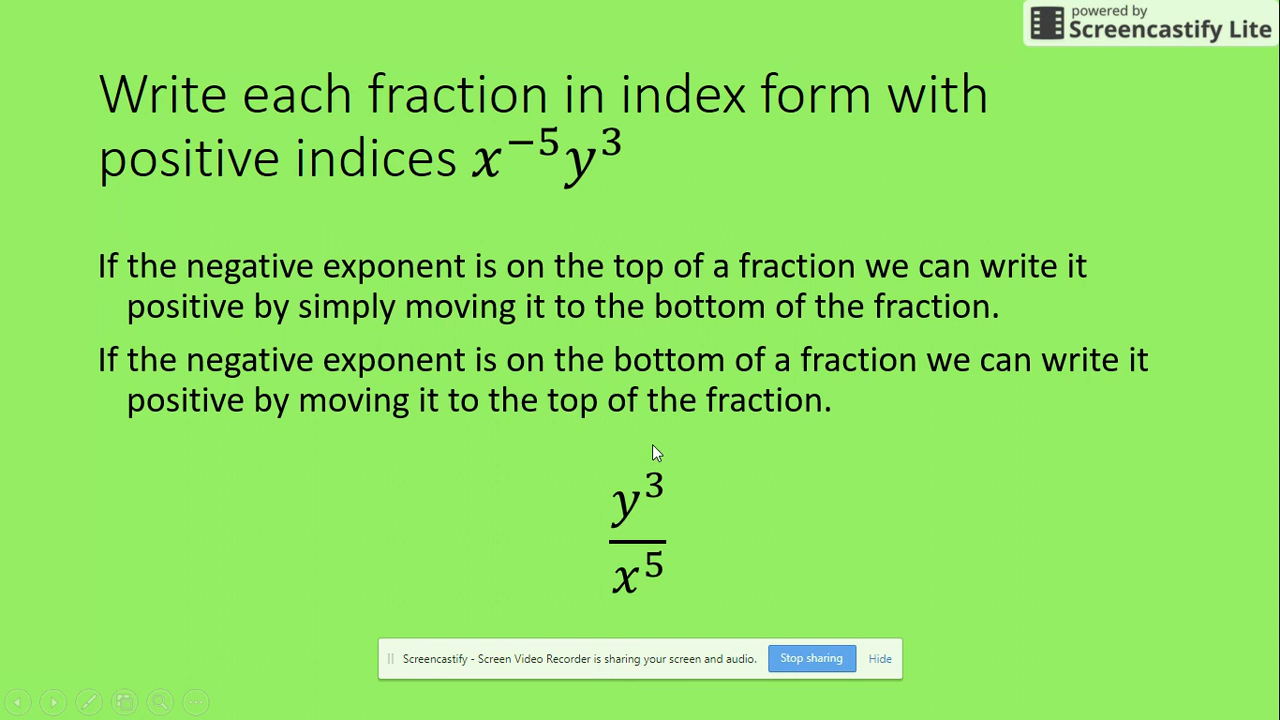 powered by
Screencastify Lite
Write each fraction in index form with
positive indices x⁻⁵y³
If the negative exponent is on the top of a fraction we can write it
positive by simply moving it to the bottom of the fraction.
If the negative exponent is on the bottom of a fraction we can write it
positive by moving it to the top of the fraction.
y³
x⁵
Screencastify - Screen Video Recorder is sharing your screen and audio. Stop sharing Hide